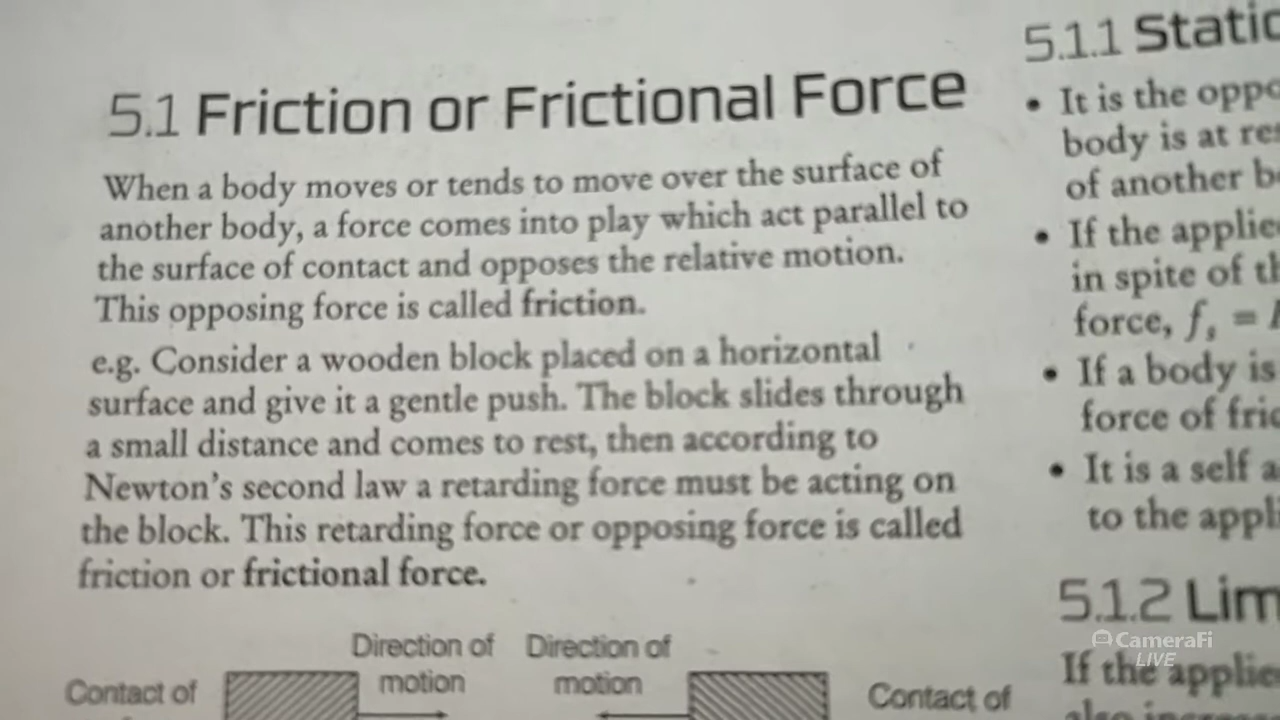 5.1 Friction or Frictional Force
When a body moves or tends to move over the surface of
another body, a force comes into play which act parallel to
the surface of contact and opposes the relative motion.
This opposing force is called friction.
e.g. Consider a wooden block placed on a horizontal
surface and give it a gentle push. The block slides through
a small distance and comes to rest, then according to
Newton's second law a retarding force must be acting on
the block. This retarding force or opposing force is called
friction or frictional force.
Direction of
motion
Direction of
motion
Contact of
Contact of
5.1.1 Static
• It is the
body is at
of another
• If the
in spite of
force, fs =
• If a body is
force of
• It is a self
to the
5.1.2
If the
CameraFi
LIVE